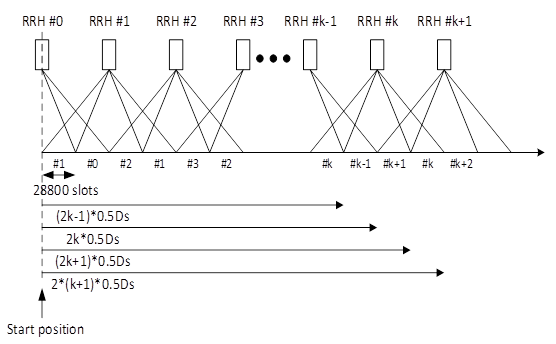 RRH #0 RRH #1 RRH #2 RRH #3 RRH #k-1 RRH #k RRH #k+1
#1 #0 #2 #1 #3 #2 #k #k-1 #k+1 #k #k+2
28800 slots
(2k-1)*0.5Ds
2k*0.5Ds
(2k+1)*0.5Ds
2*(k+1)*0.5Ds
Start position